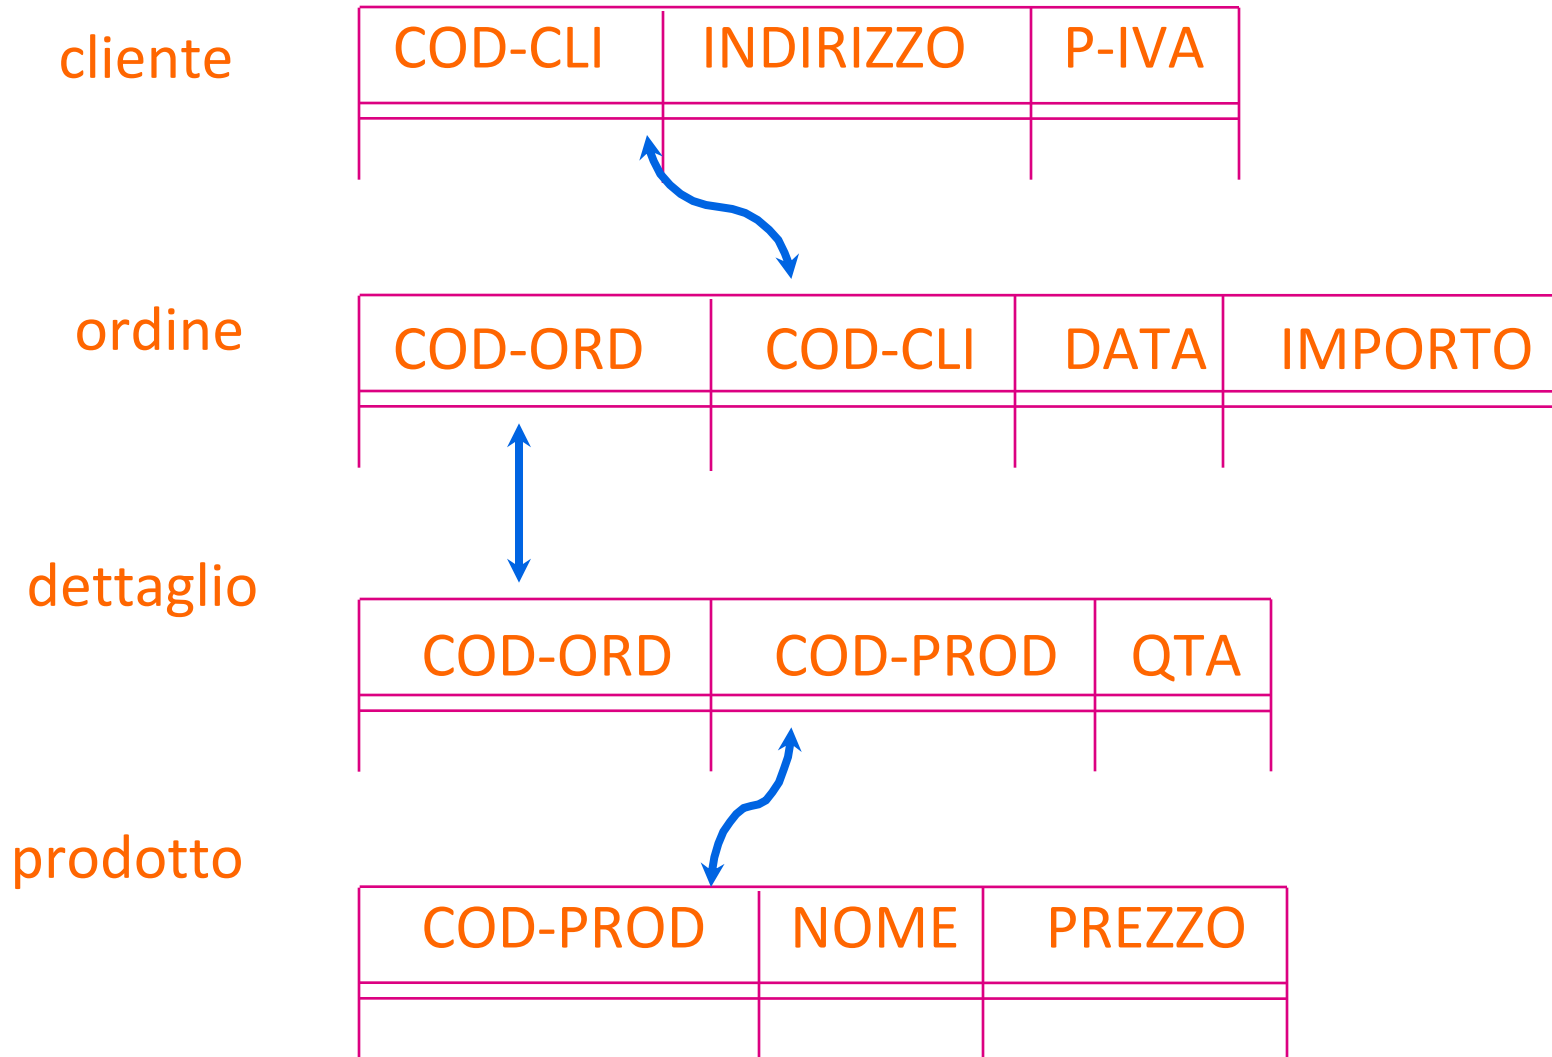 cliente
COD-CLI INDIRIZZO P-IVA
ordine
COD-ORD COD-CLI DATA IMPORTO
dettaglio
COD-ORD COD-PROD QTA
prodotto
COD-PROD NOME PREZZO